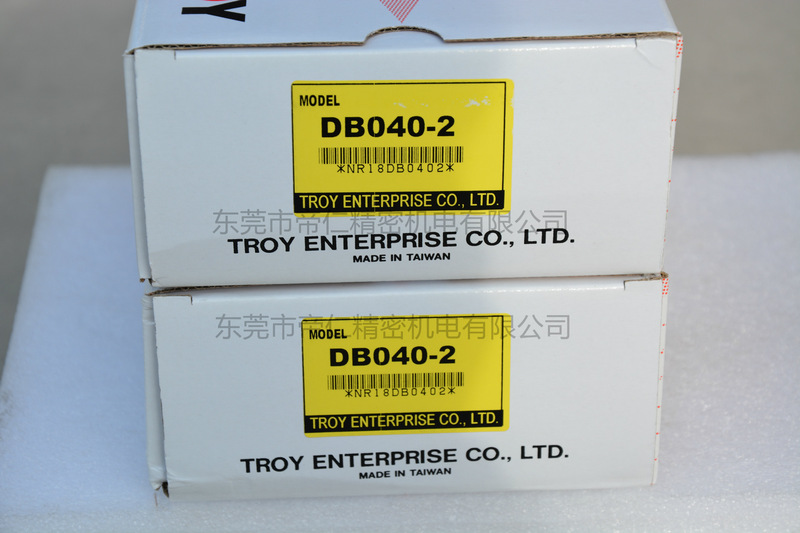 OY
MODEL
DB040-2
*NR18DB0402*
TROY ENTERPRISE CO., LTD.
东莞市帝仁精密机电有限公司
TROY ENTERPRISE CO., LTD.
MADE IN TAIWAN
东莞市帝仁精密机电有限公司
MODEL
DB040-2
*NR18DB0402*
TROY ENTERPRISE CO., LTD.
TROY ENTERPRISE CO., LTD.
MADE IN TAIWAN